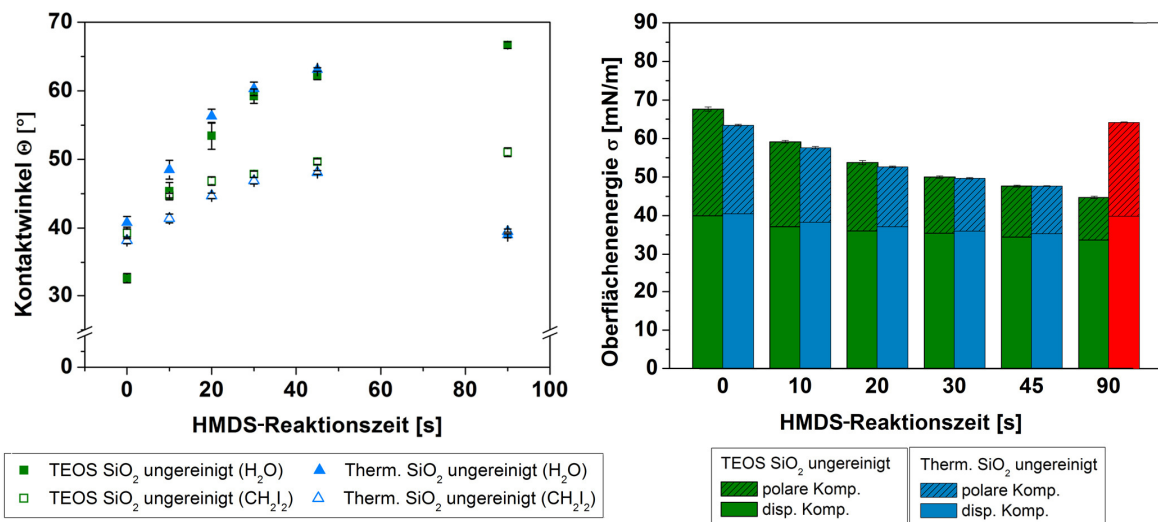 70
60
50
40
30
0
Kontaktwinkel Θ [°]
0 20 40 60 80 100
HMDS-Reaktionszeit [s]
TEOS SiO₂ ungereinigt (H₂O)
Therm. SiO₂ ungereinigt (H₂O)
TEOS SiO₂ ungereinigt (CH₂I₂)
Therm. SiO₂ ungereinigt (CH₂I₂)
90
80
70
60
50
40
30
20
10
0
Oberflächenenergie σ [mN/m]
0 10 20 30 45 90
HMDS-Reaktionszeit [s]
TEOS SiO₂ ungereinigt
polare Komp.
disp. Komp.
Therm. SiO₂ ungereinigt
polare Komp.
disp. Komp.